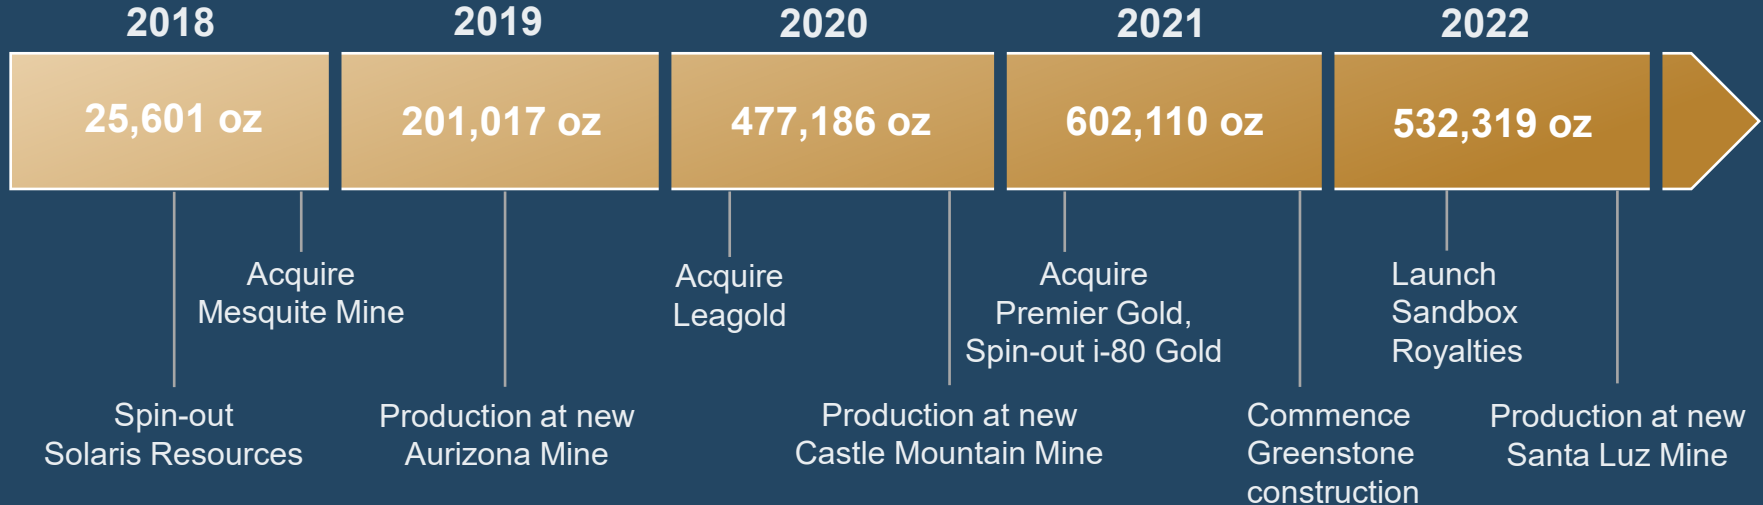 2018
2019
2020
2021
2022
25,601 oz
201,017 oz
477,186 oz
602,110 oz
532,319 oz
Acquire
Mesquite Mine
Acquire
Leagold
Acquire
Premier Gold,
Spin-out i-80 Gold
Launch
Sandbox
Royalties
Spin-out
Solaris Resources
Production at new
Aurizona Mine
Production at new
Castle Mountain Mine
Commence
Greenstone
construction
Production at new
Santa Luz Mine